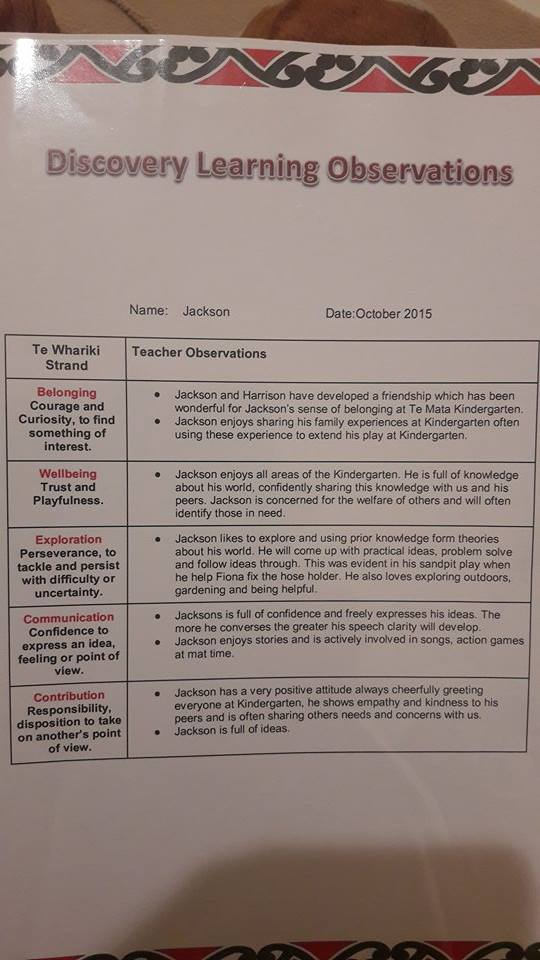 Discovery Learning Observations
Name: Jackson Date:October 2015
Te Whariki
Strand
Teacher Observations
Belonging
Courage and
Curiosity, to find
something of
interest.
• Jackson and Harrison have developed a friendship which has been
wonderful for Jackson's sense of belonging at Te Mata Kindergarten.
• Jackson enjoys sharing his family experiences at Kindergarten often
using these experience to extend his play at Kindergarten.
Wellbeing
Trust and
Playfulness.
• Jackson enjoys all areas of the Kindergarten. He is full of knowledge
about his world, confidently sharing this knowledge with us and his
peers. Jackson is concerned for the welfare of others and will often
identify those in need.
Exploration
Perseverance, to
tackle and persist
with difficulty or
uncertainty.
• Jackson likes to explore and using prior knowledge form theories
about his world. He will come up with practical ideas, problem solve
and follow ideas through. This was evident in his sandpit play when
he help Fiona fix the hose holder. He also loves exploring outdoors,
gardening and being helpful.
Communication
Confidence to
express an idea,
feeling or point of
view.
• Jacksons is full of confidence and freely expresses his ideas. The
more he converses the greater his speech clarity will develop.
• Jackson enjoys stories and is actively involved in songs, action games
at mat time.
Contribution
Responsibility,
disposition to take
on another's point
of view.
• Jackson has a very positive attitude always cheerfully greeting
everyone at Kindergarten, he shows empathy and kindness to his
peers and is often sharing others needs and concerns with us.
• Jackson is full of ideas.